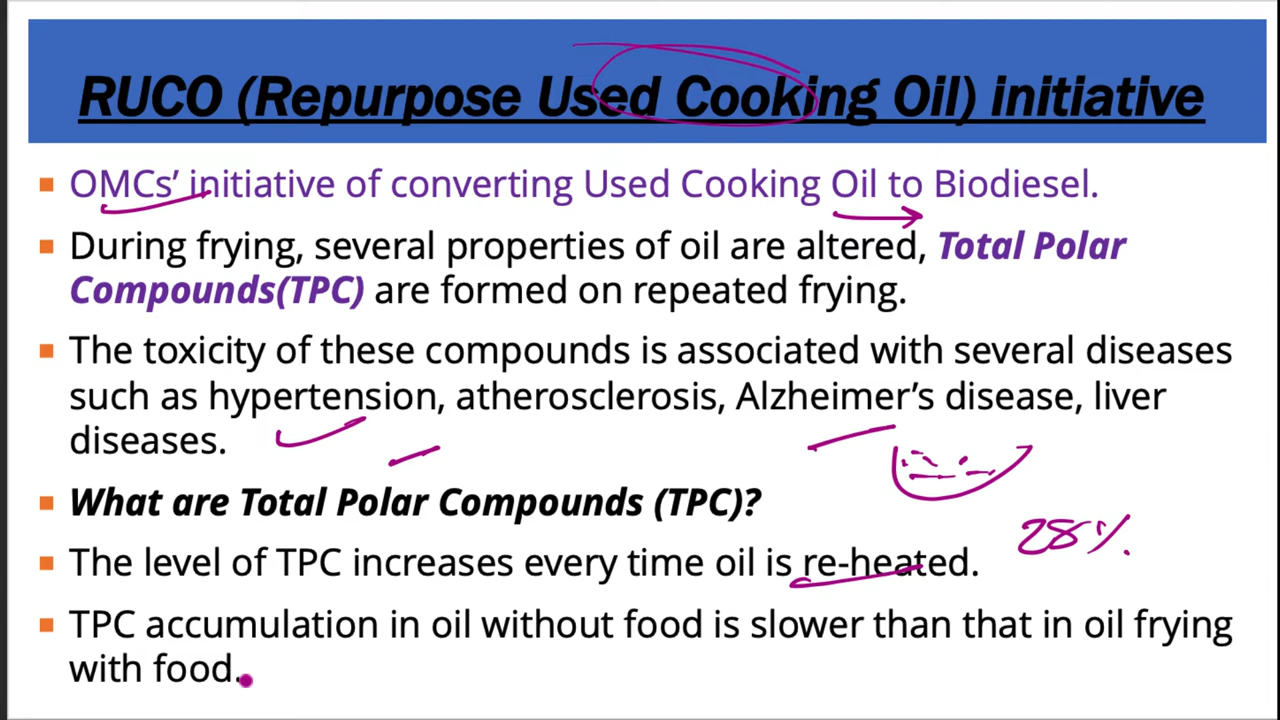 RUCO (Repurpose Used Cooking Oil) initiative
OMCs’ initiative of converting Used Cooking Oil to Biodiesel.
During frying, several properties of oil are altered, Total Polar
Compounds(TPC) are formed on repeated frying.
The toxicity of these compounds is associated with several diseases
such as hypertension, atherosclerosis, Alzheimer’s disease, liver
diseases.
What are Total Polar Compounds (TPC)?
28%
The level of TPC increases every time oil is re-heated.
TPC accumulation in oil without food is slower than that in oil frying
with food.